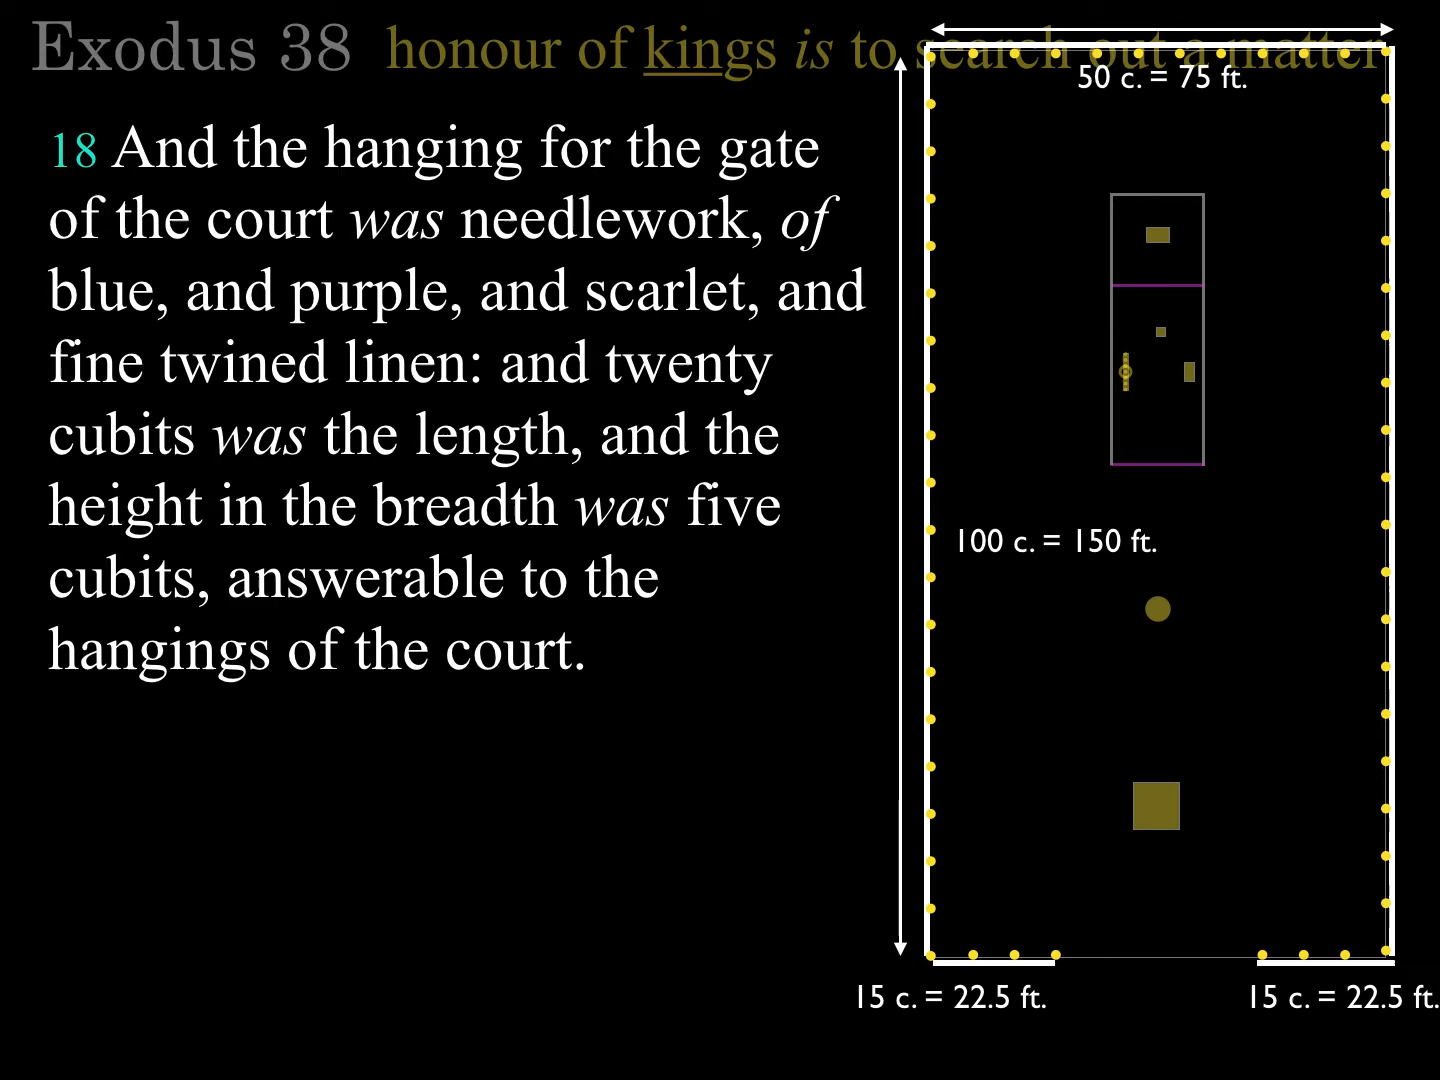 Exodus 38 honour of kings is to search out a matter
50 c. = 75 ft.
18 And the hanging for the gate
of the court was needlework, of
blue, and purple, and scarlet, and
fine twined linen: and twenty
cubits was the length, and the
height in the breadth was five
cubits, answerable to the
hangings of the court.
100 c. = 150 ft.
15 c. = 22.5 ft.
15 c. = 22.5 ft.